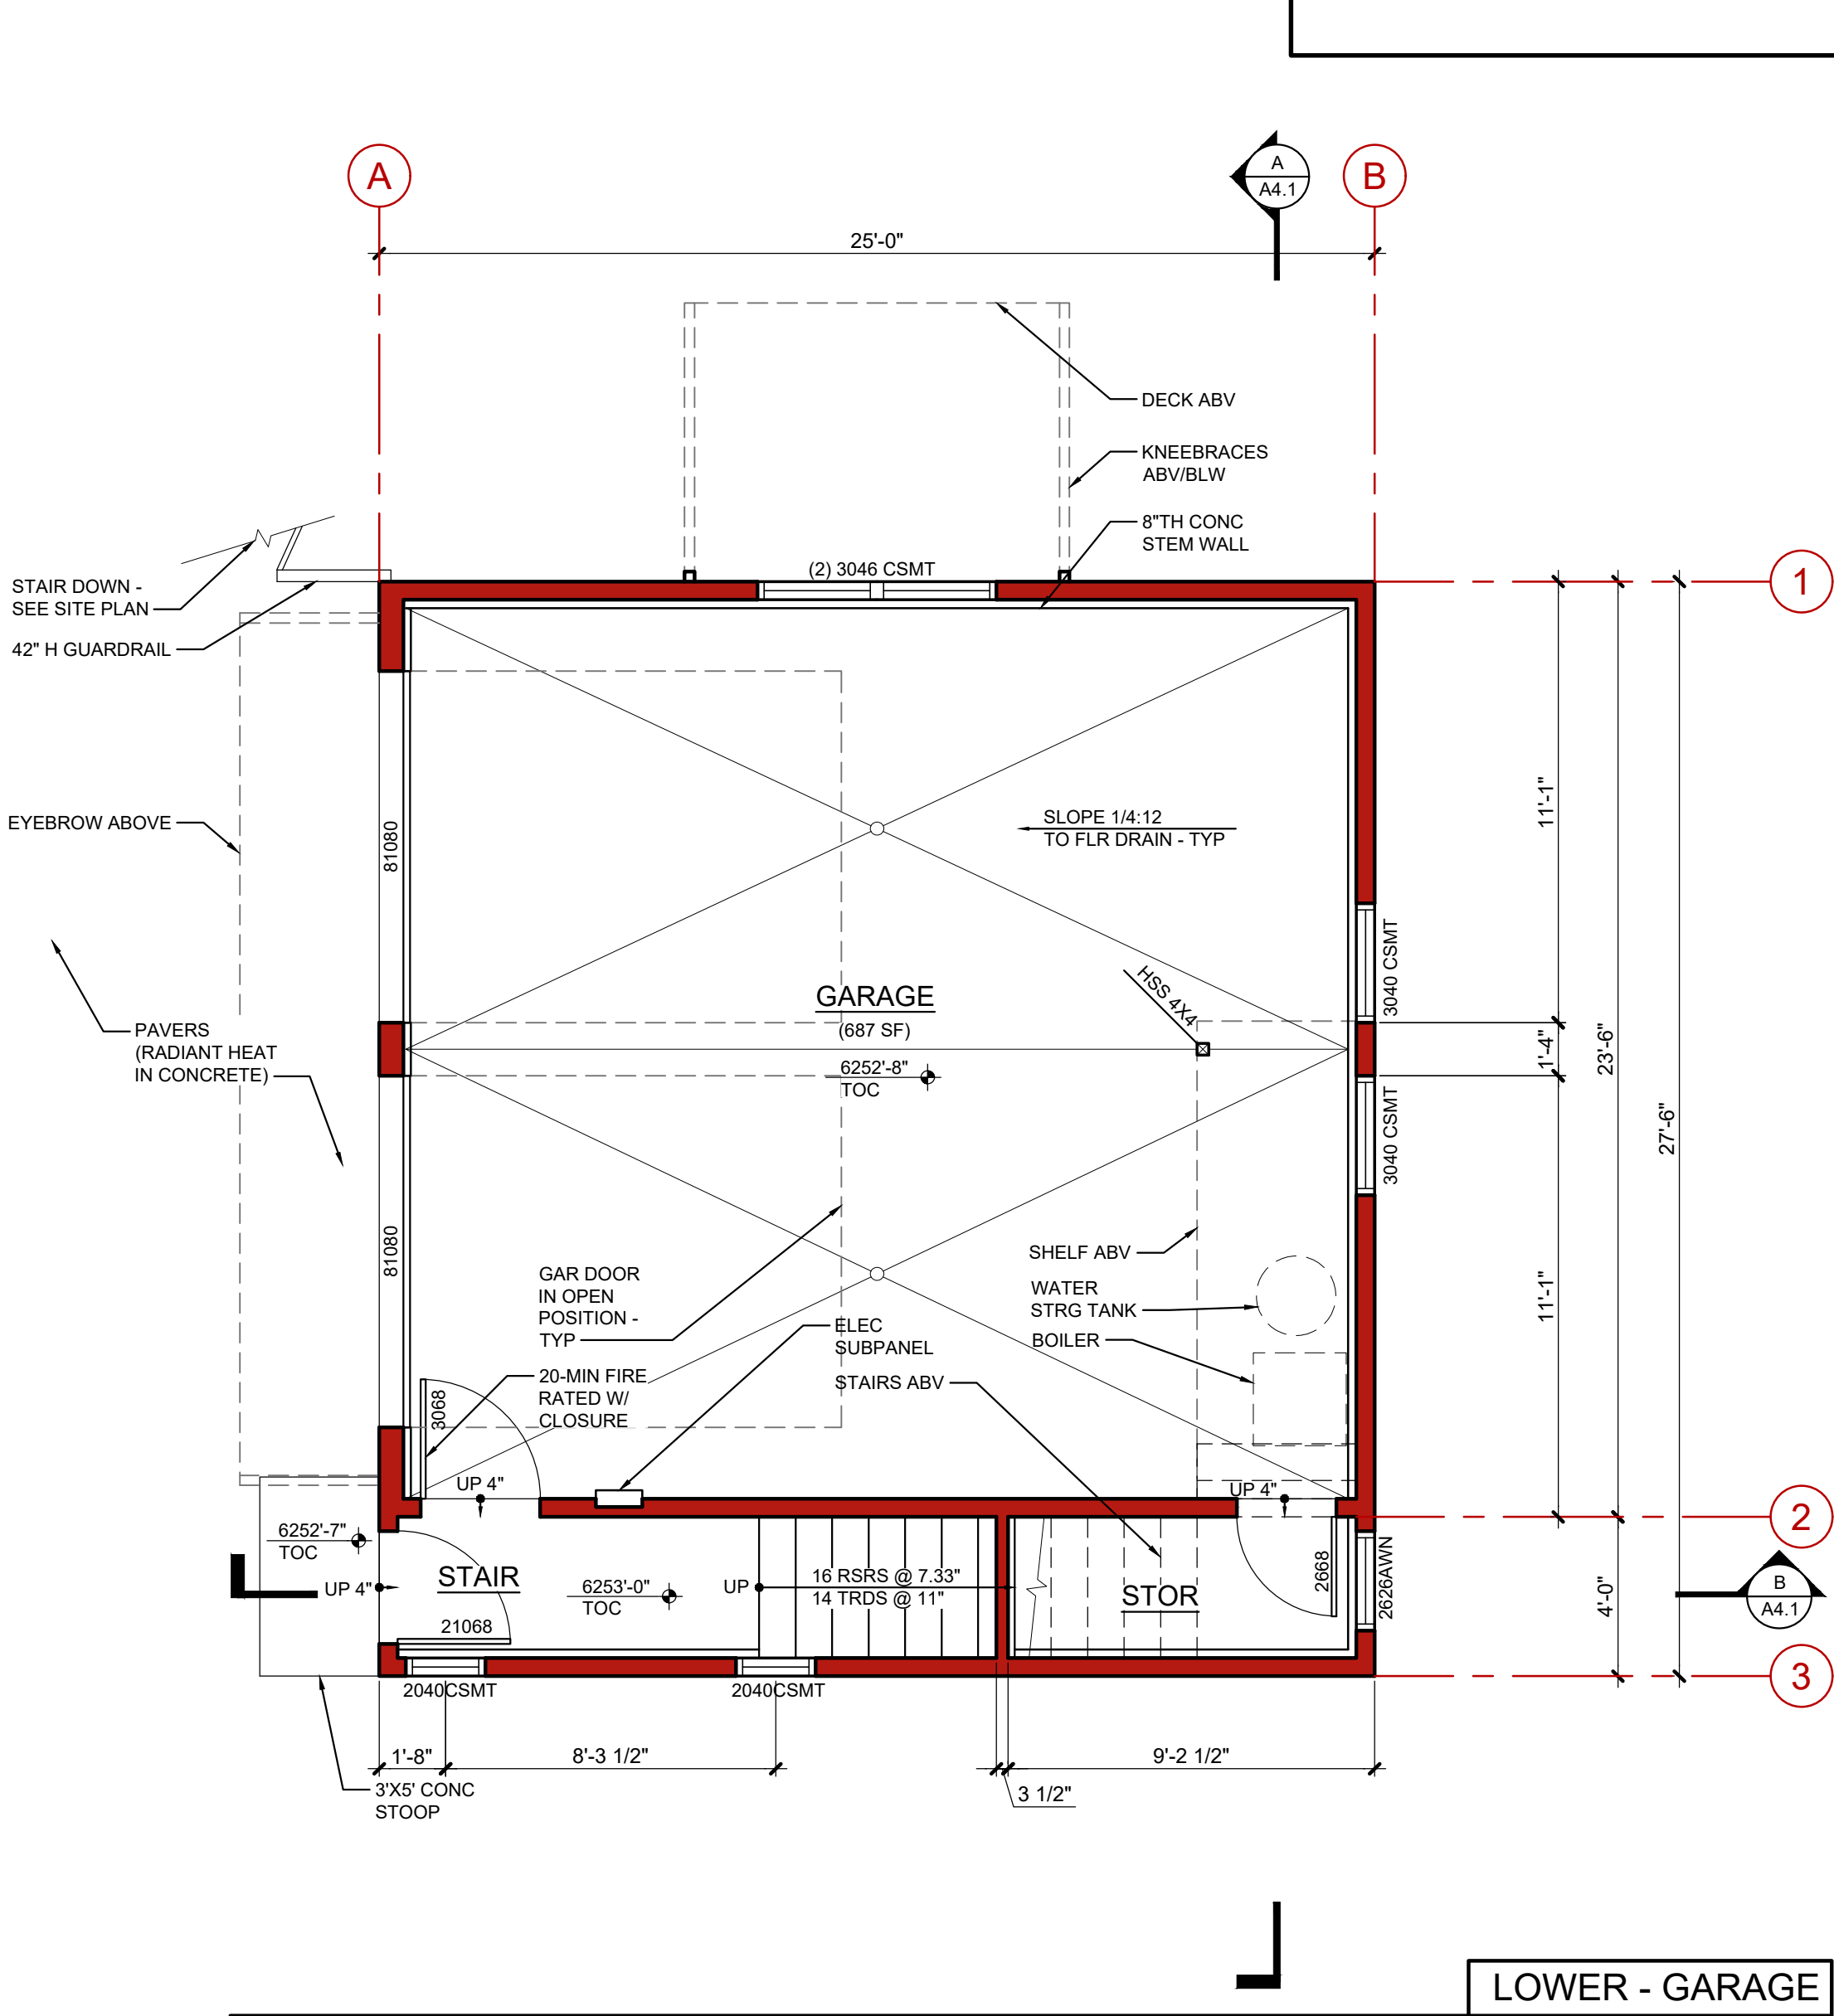 A
A
A4.1
B
25'-0"
DECK ABV
KNEEBRACES
ABV/BLW
8"TH CONC
STEM WALL
(2) 3046 CSMT
1
STAIR DOWN -
SEE SITE PLAN
42" H GUARDRAIL
EYEBROW ABOVE
81080
SLOPE 1/4:12
TO FLR DRAIN - TYP
11'-1"
3040 CSMT
HSS 4X4
GARAGE
(687 SF)
6252'-8"
TOC
PAVERS
(RADIANT HEAT
IN CONCRETE)
1'-4"
23'-6"
27'-6"
3040 CSMT
81080
GAR DOOR
IN OPEN
POSITION -
TYP
SHELF ABV
WATER
STRG TANK
BOILER
11'-1"
ELEC
SUBPANEL
STAIRS ABV
20-MIN FIRE
RATED W/
CLOSURE
3068
UP 4"
UP 4"
2
6252'-7"
TOC
UP 4"
STAIR
21068
6253'-0"
TOC
UP
16 RSRS @ 7.33"
14 TRDS @ 11"
STOR
2668
2626AWN
4'-0"
B
A4.1
3
2040CSMT
2040CSMT
1'-8"
8'-3 1/2"
9'-2 1/2"
3 1/2"
3'X5' CONC
STOOP
LOWER - GARAGE